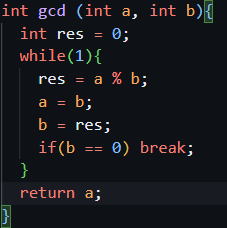 int gcd (int a, int b){
  int res = 0;
  while(1){
    res = a % b;
    a = b;
    b = res;
    if(b == 0) break;
  }
  return a;
}